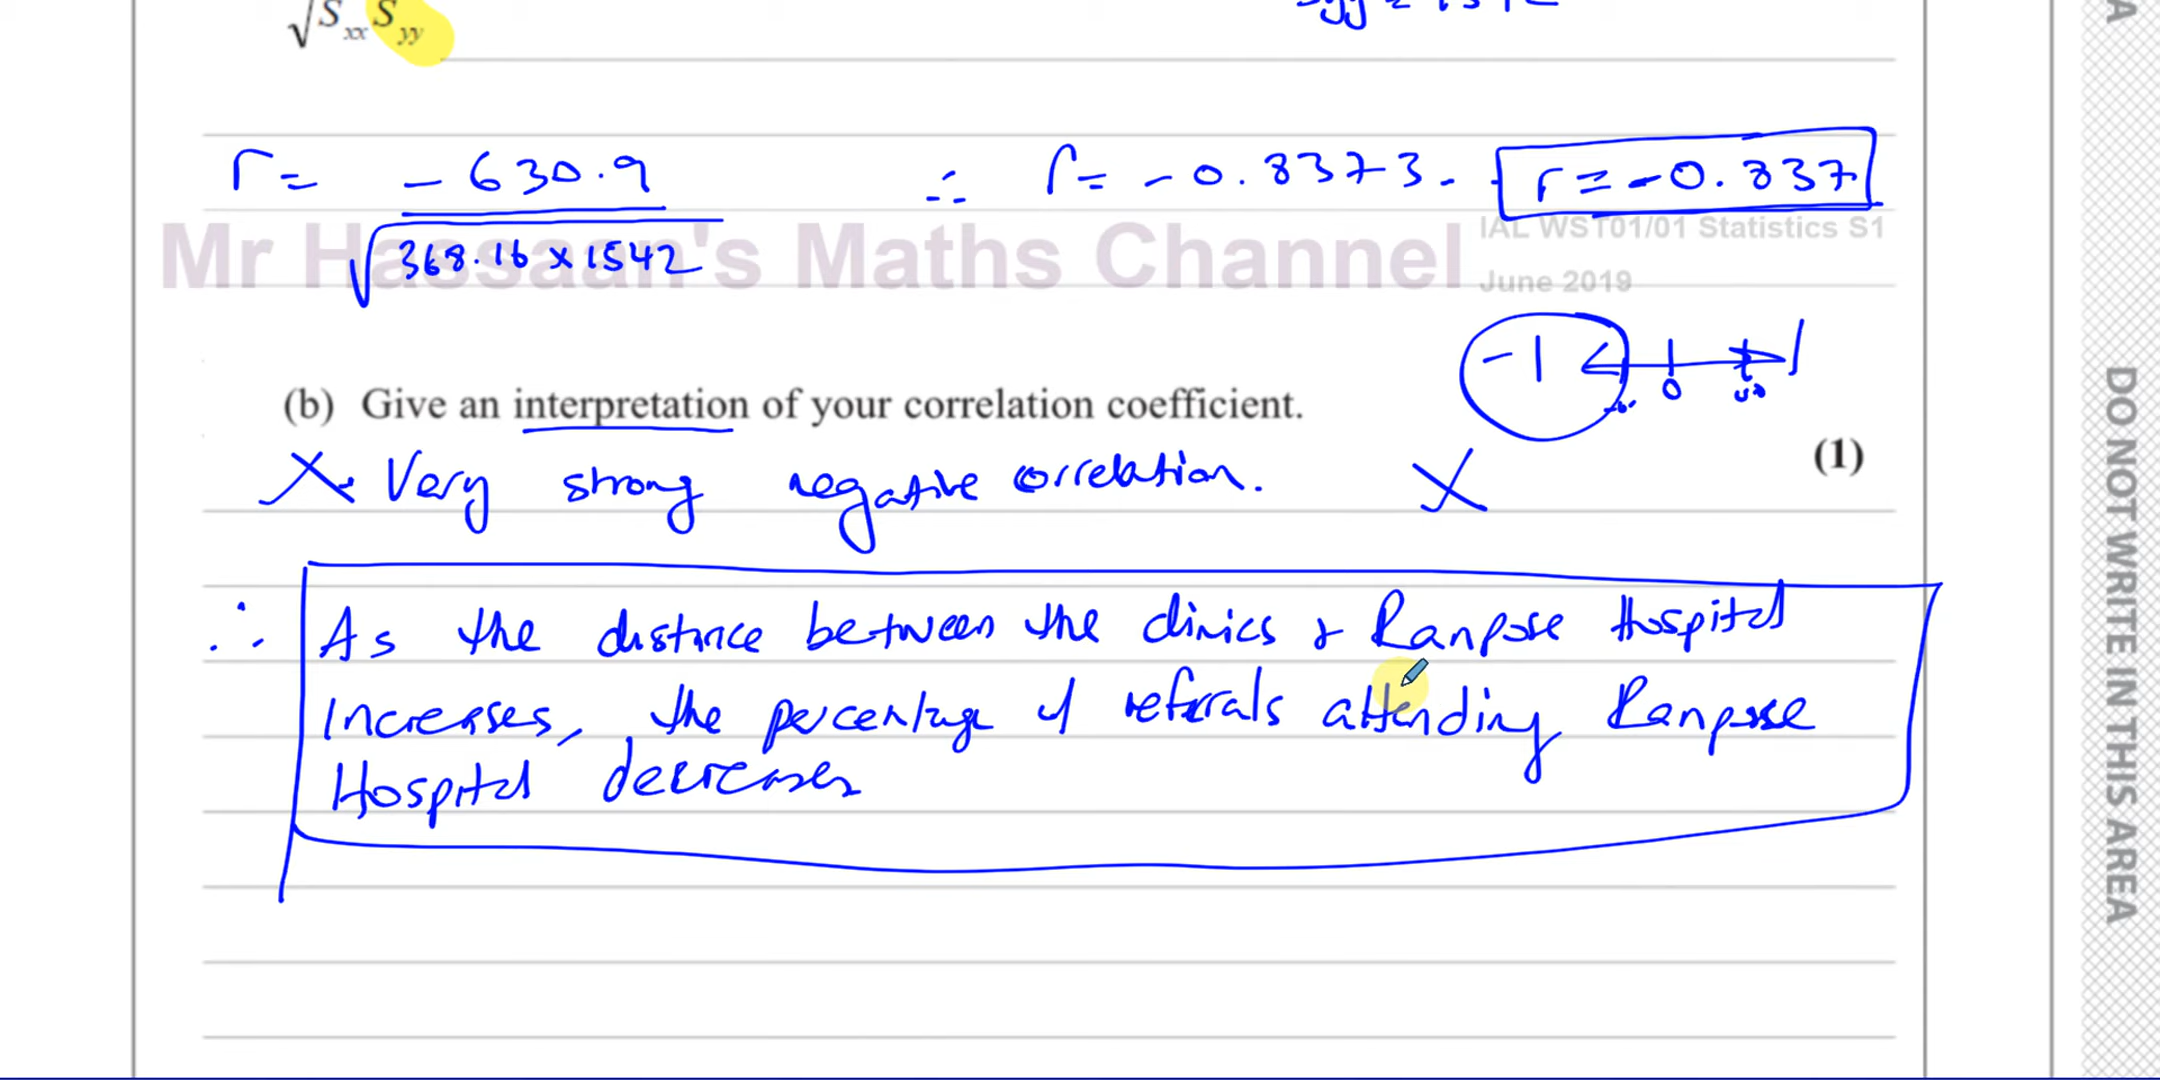 √S xx S yy
r = -630.9 ∴ r = -0.8373. r = -0.837
√368.16 x 1542
Mr Hassaan's Maths Channel
IAL WST01/01 Statistics S1
June 2019
-1 0 1
(b) Give an interpretation of your correlation coefficient.
(1)
X Very strong negative correlation. X
∴ As the distance between the clinics & Ranpose Hospital
increases, the percentage of referrals attending Ranpose
Hospital decreases
DO NOT WRITE IN THIS AREA